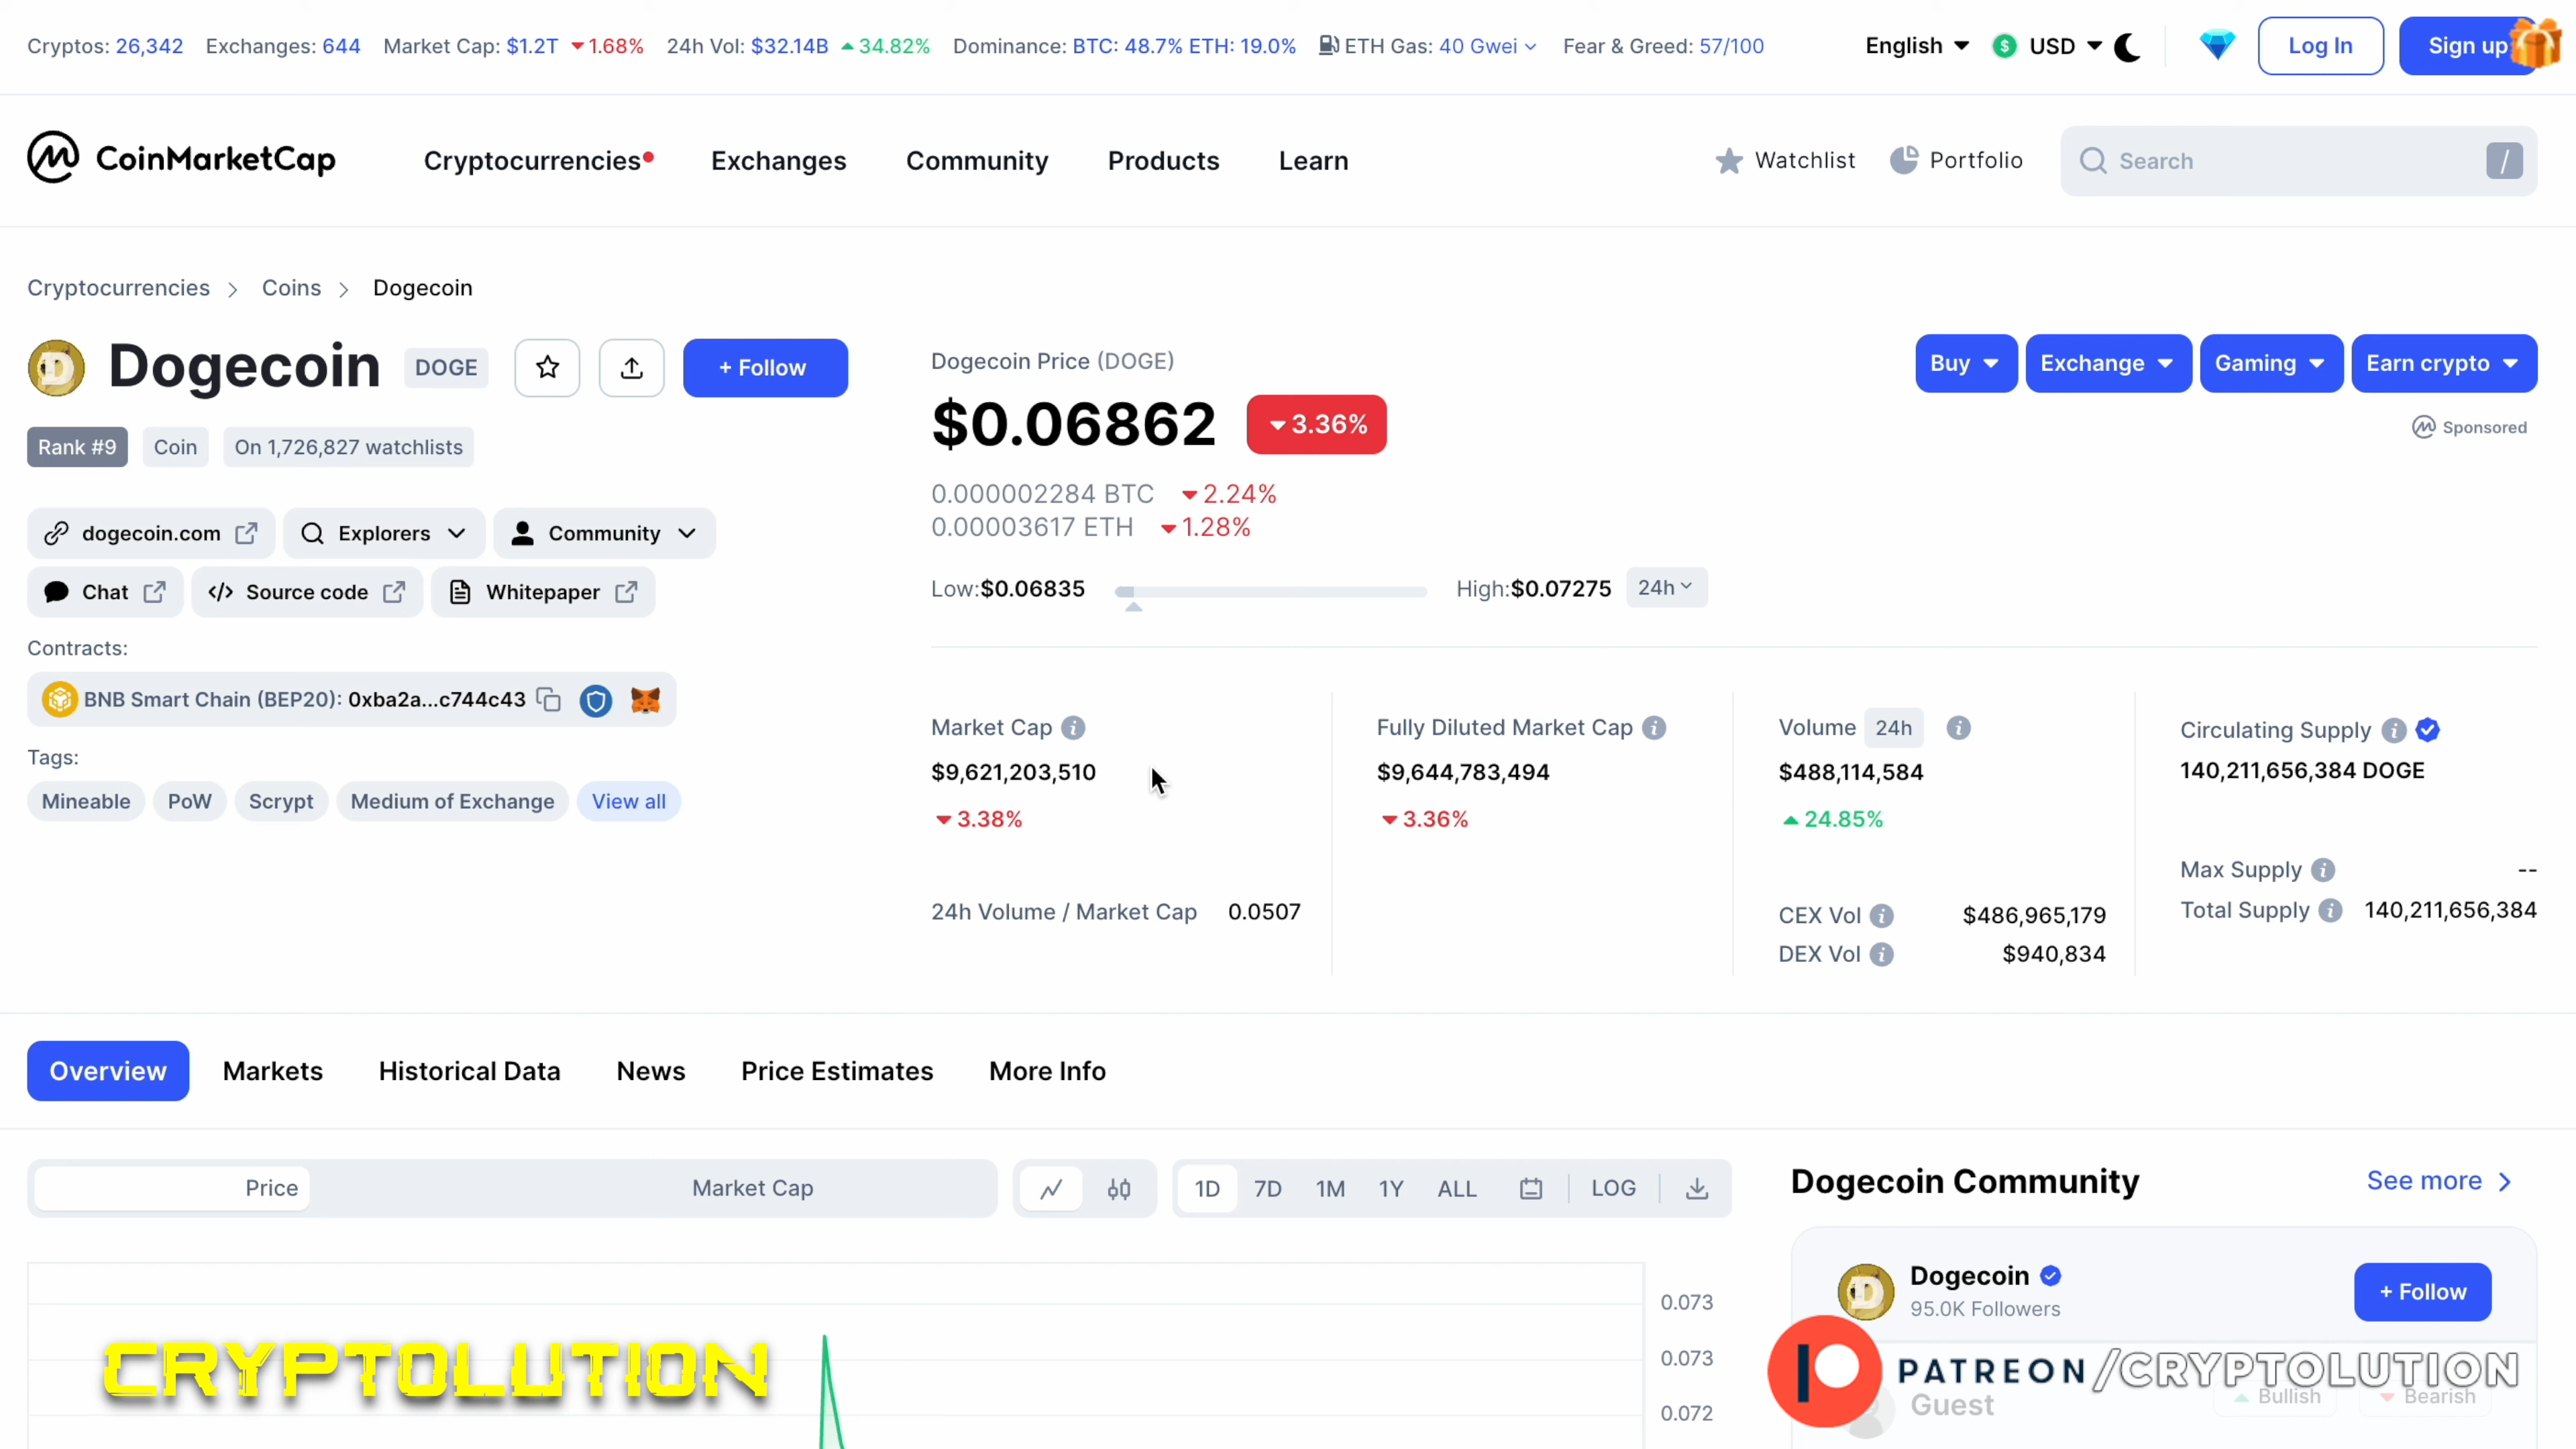 Cryptos: 26,342 Exchanges: 644 Market Cap: $1.2T 1.68% 24h Vol: $32.14B 34.82% Dominance: BTC: 48.7% ETH: 19.0% ETH Gas: 40 Gwei Fear & Greed: 57/100 English USD Log In Sign up
CoinMarketCap Cryptocurrencies Exchanges Community Products Learn Watchlist Portfolio Search /
Cryptocurrencies > Coins > Dogecoin
Dogecoin DOGE + Follow
Rank #9 Coin On 1,726,827 watchlists
dogecoin.com Explorers Community
Chat Source code Whitepaper
Contracts:
BNB Smart Chain (BEP20): 0xba2a...c744c43
Tags:
Mineable PoW Scrypt Medium of Exchange View all
Dogecoin Price (DOGE)
$0.06862 3.36%
0.000002284 BTC 2.24%
0.00003617 ETH 1.28%
Low:$0.06835 High:$0.07275 24h
Buy Exchange Gaming Earn crypto
Sponsored
Market Cap
$9,621,203,510
3.38%
24h Volume / Market Cap 0.0507
Fully Diluted Market Cap
$9,644,783,494
3.36%
Volume 24h
$488,114,584
24.85%
CEX Vol $486,965,179
DEX Vol $940,834
Circulating Supply
140,211,656,384 DOGE
Max Supply --
Total Supply 140,211,656,384
Overview Markets Historical Data News Price Estimates More Info
Price Market Cap 1D 7D 1M 1Y ALL LOG
0.073
0.073
0.072
Dogecoin Community See more >
Dogecoin
95.0K Followers
+ Follow
CRYPTOLUTION
PATREON/CRYPTOLUTION
Guest Bullish Bearish